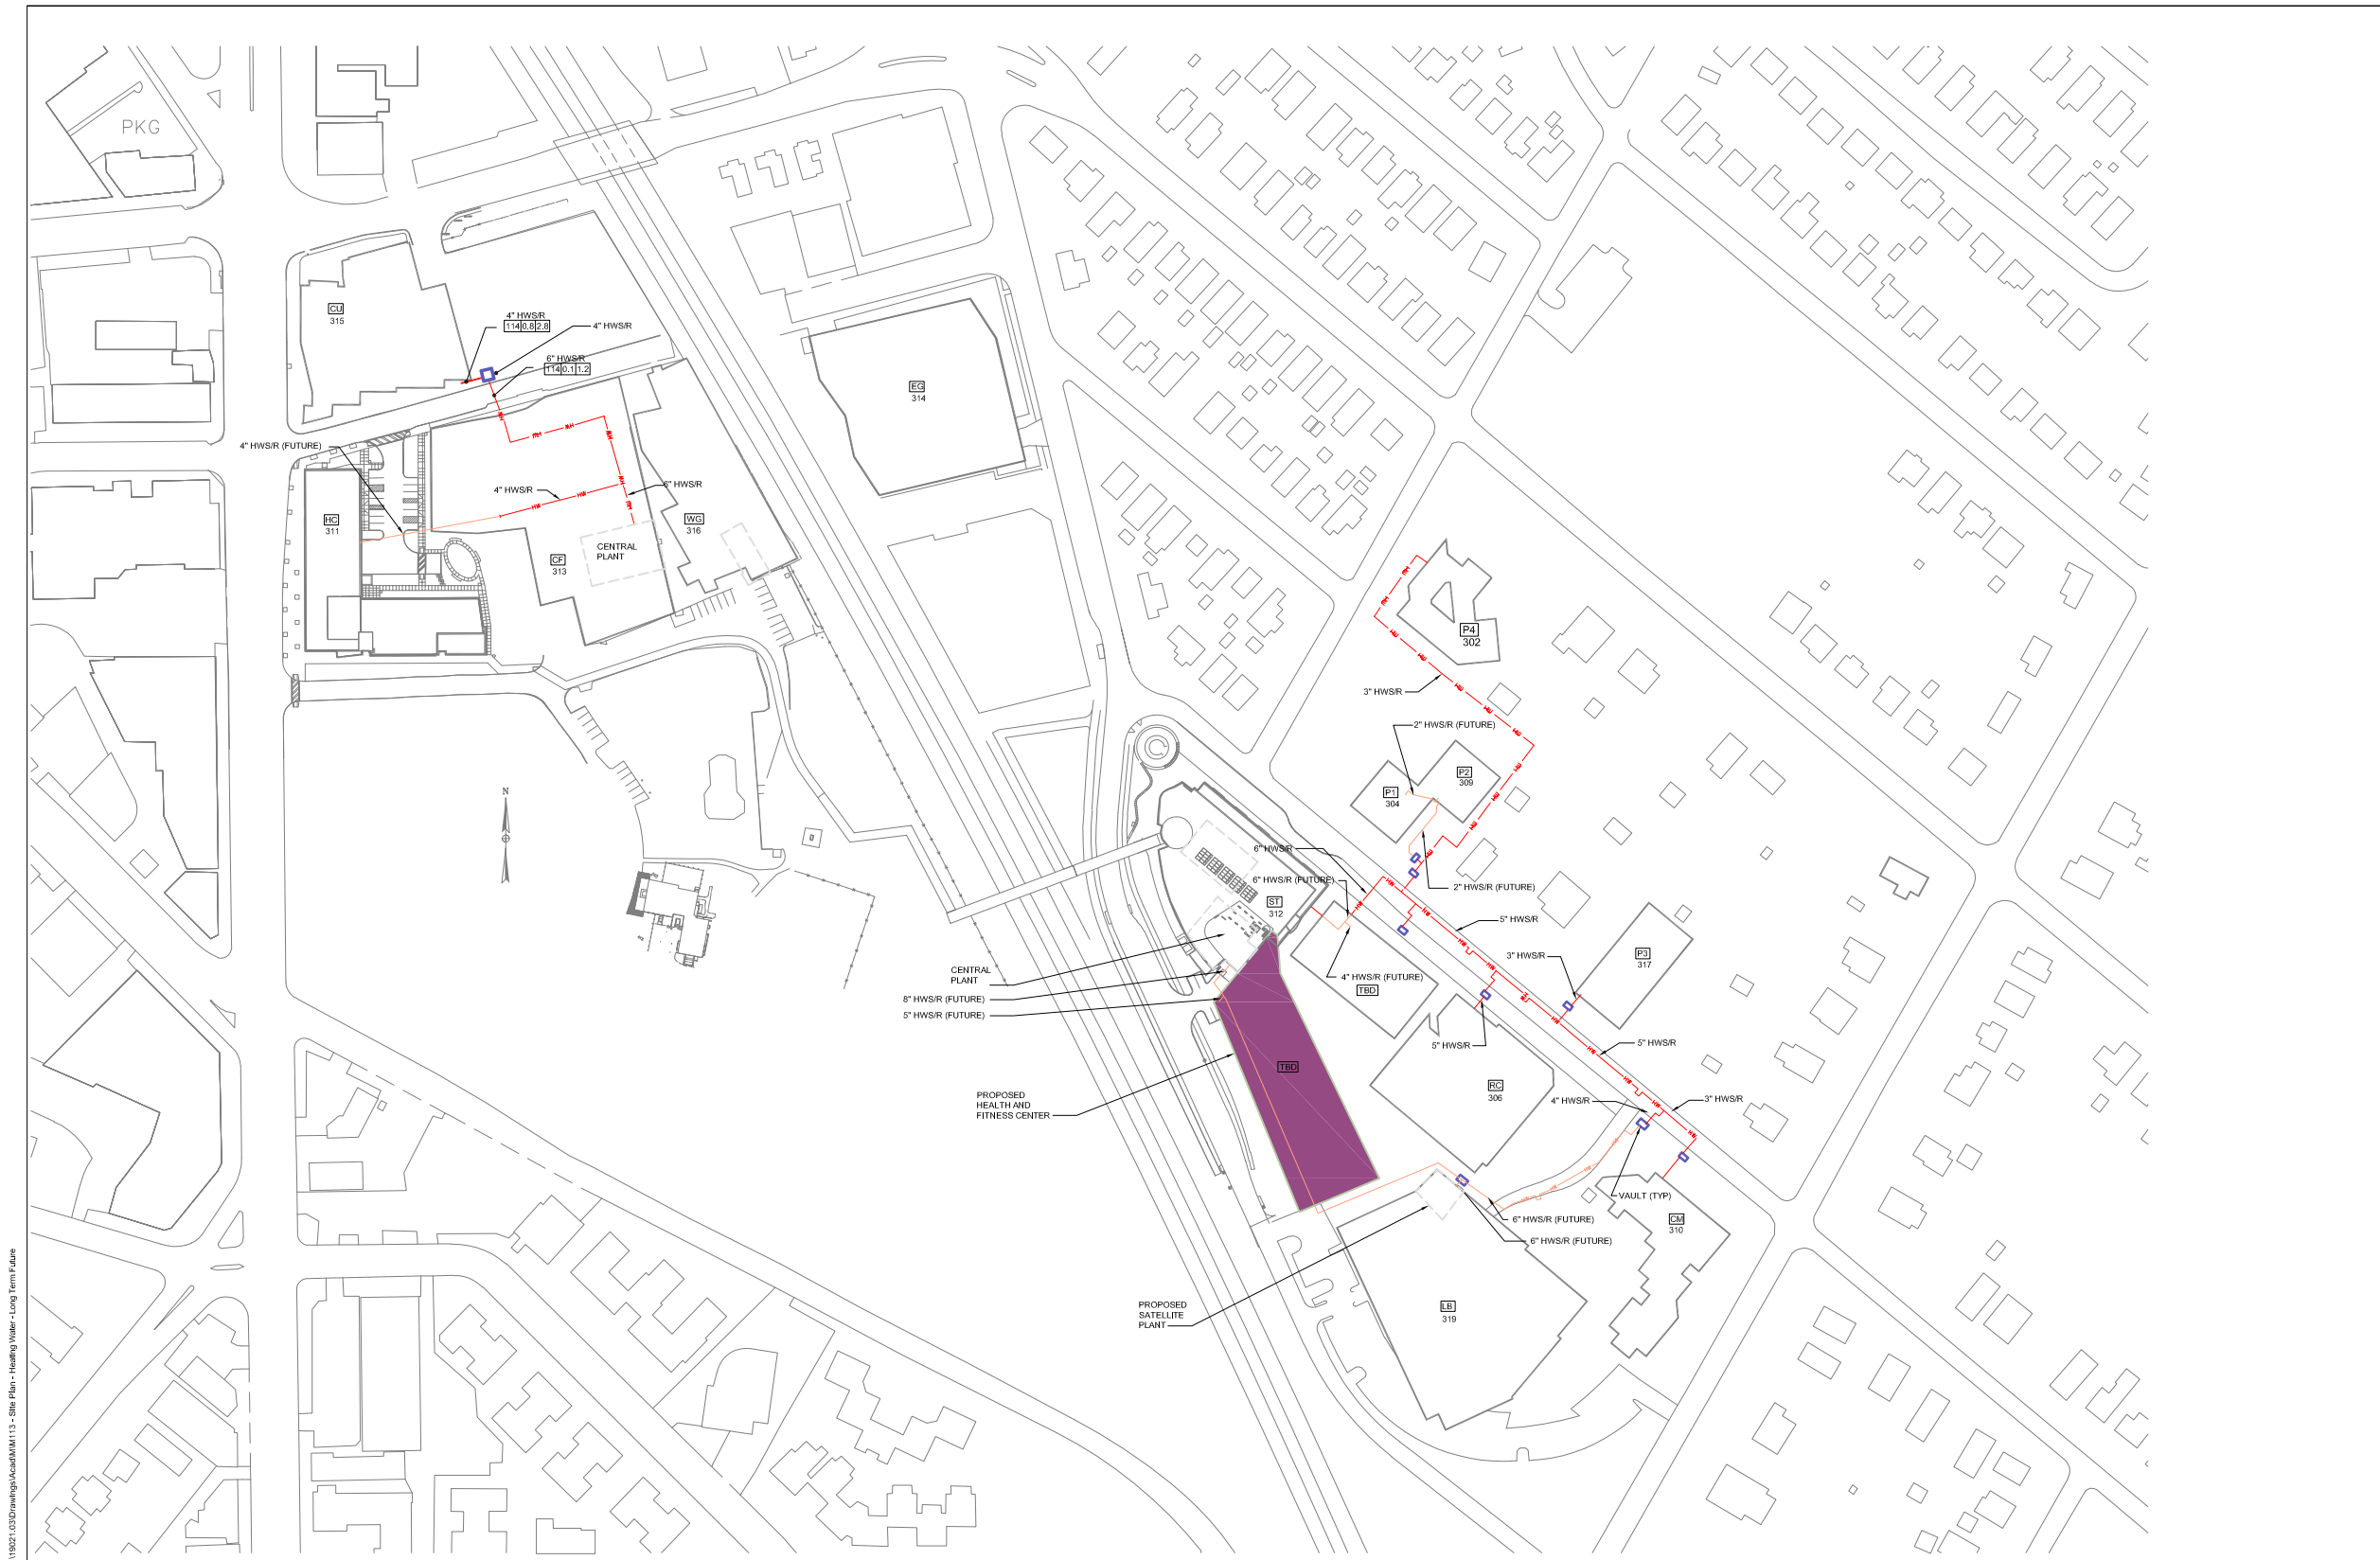 PKG
CU
315
4" HWS/R
114 0.8 2.8
4" HWS/R
6" HWS/R
114 0.1 1.2
EG
314
4" HWS/R (FUTURE)
4" HWS/R
6" HWS/R
HC
311
WG
316
CENTRAL
PLANT
CF
313
P4
302
3" HWS/R
2" HWS/R (FUTURE)
P2
309
P1
304
N
6" HWS/R
6" HWS/R (FUTURE)
2" HWS/R (FUTURE)
ST
312
5" HWS/R
P3
317
3" HWS/R
CENTRAL
PLANT
4" HWS/R (FUTURE)
TBD
8" HWS/R (FUTURE)
5" HWS/R (FUTURE)
5" HWS/R
5" HWS/R
TBD
RC
306
PROPOSED
HEALTH AND
FITNESS CENTER
4" HWS/R
3" HWS/R
VAULT (TYP)
6" HWS/R (FUTURE)
CM
310
6" HWS/R (FUTURE)
PROPOSED
SATELLITE
PLANT
LB
319
\19021.03\Drawings\Acad\M\M113 - Site Plan - Heating Water - Long Term Future